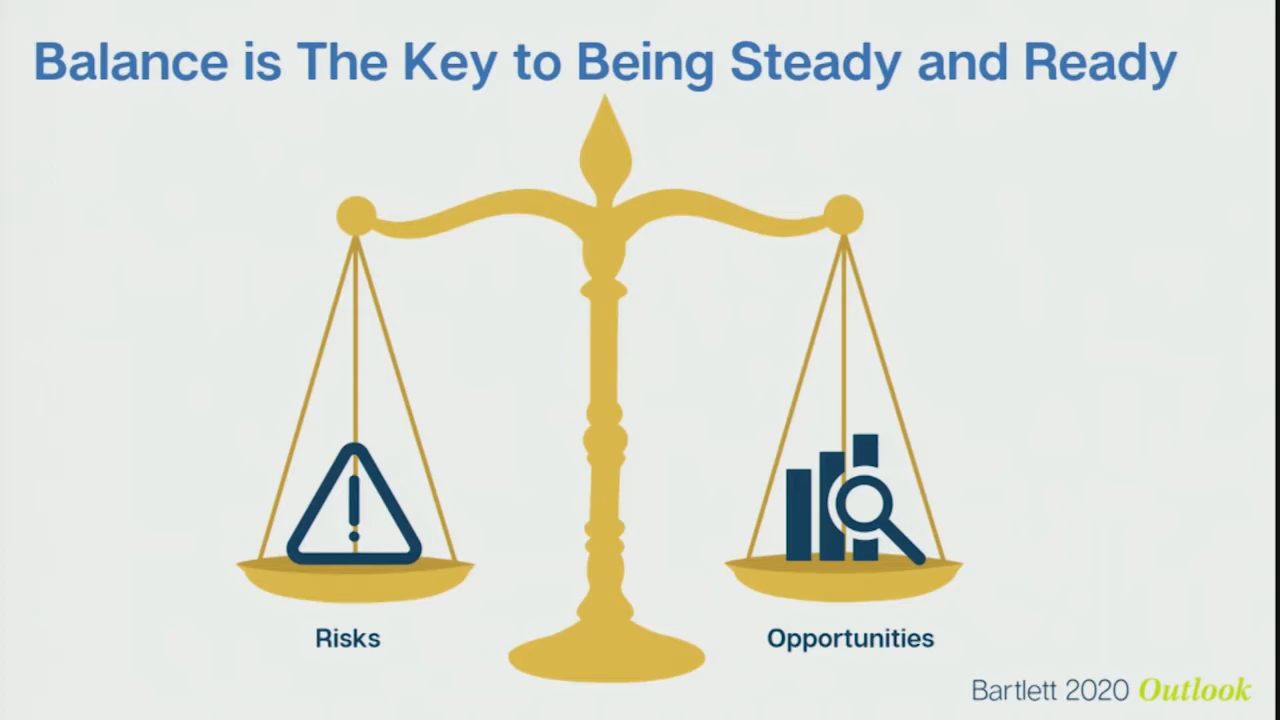 Balance is The Key to Being Steady and Ready
Risks
Opportunities
Bartlett 2020 Outlook